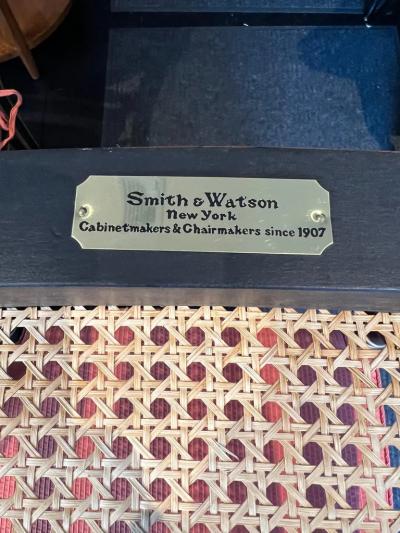 Smith & Watson
New York
Cabinetmakers & Chairmakers since 1907